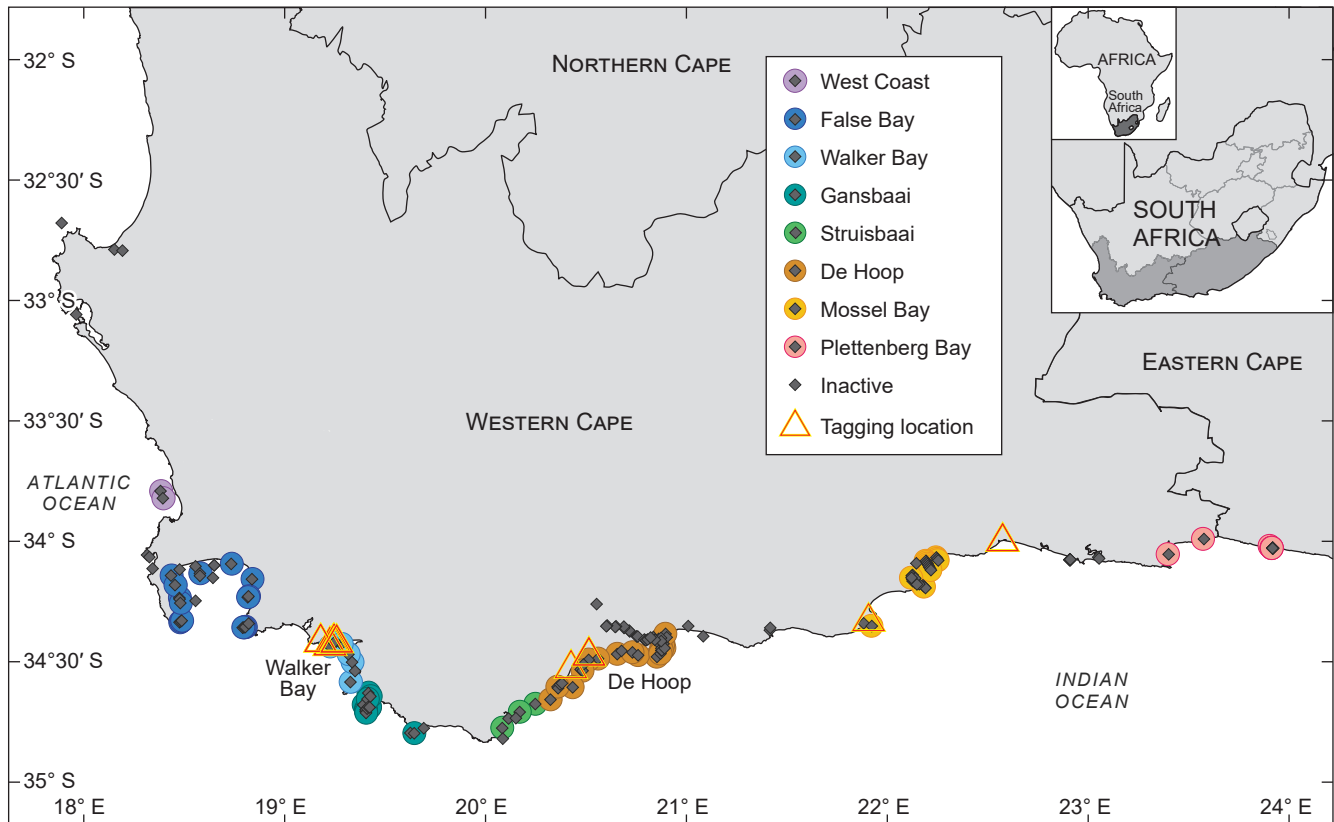 32° S
32°30′ S
33° S
33°30′ S
34° S
34°30′ S
35° S
18° E
19° E
20° E
21° E
22° E
23° E
24° E
NORTHERN CAPE
WESTERN CAPE
EASTERN CAPE
ATLANTIC
OCEAN
INDIAN
OCEAN
Walker
Bay
De Hoop
West Coast
False Bay
Walker Bay
Gansbaai
Struisbaai
De Hoop
Mossel Bay
Plettenberg Bay
Inactive
Tagging location
AFRICA
South
Africa
SOUTH
AFRICA